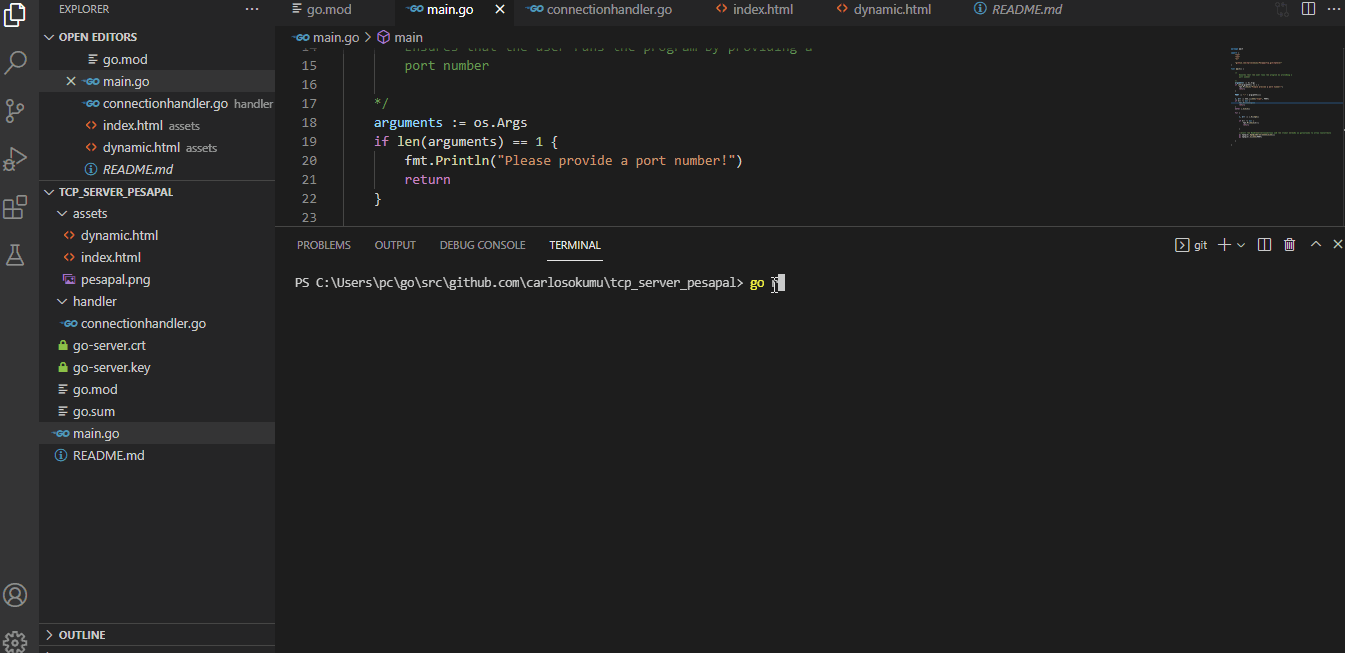 EXPLORER
go.mod
main.go
connectionhandler.go
index.html
dynamic.html
README.md
OPEN EDITORS
go.mod
main.go
connectionhandler.go handler
index.html assets
dynamic.html assets
README.md
TCP_SERVER_PESAPAL
assets
dynamic.html
index.html
pesapal.png
handler
connectionhandler.go
go-server.crt
go-server.key
go.mod
go.sum
main.go
README.md
OUTLINE
main.go > main
14 Ensures that the user runs the program by providing a
15 port number
16
17 */
18 arguments := os.Args
19 if len(arguments) == 1 {
20 fmt.Println("Please provide a port number!")
21 return
22 }
23
PROBLEMS OUTPUT DEBUG CONSOLE TERMINAL
git
PS C:\Users\pc\go\src\github.com\carlosokumu\tcp_server_pesapal> go